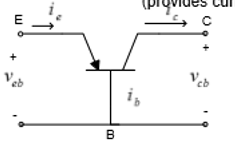 (provides cur
E i_e i_c C
+ +
v_eb i_b v_cb
- -
B